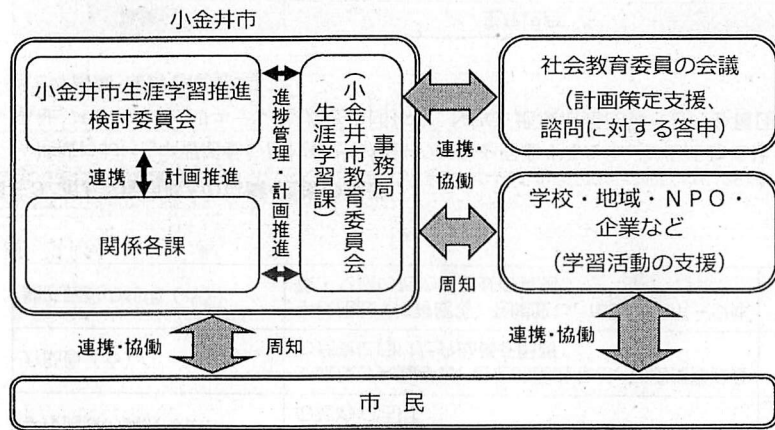 小金井市
小金井市生涯学習推進
検討委員会
進捗管理
連携
計画推進
関係各課
計画推進
事務局
(小金井市教育委員会
生涯学習課)
連携・
協働
周知
社会教育委員の会議
(計画策定支援、
諮問に対する答申)
学校・地域・NPO・
企業など
(学習活動の支援)
連携・協働
周知
連携・協働
市 民